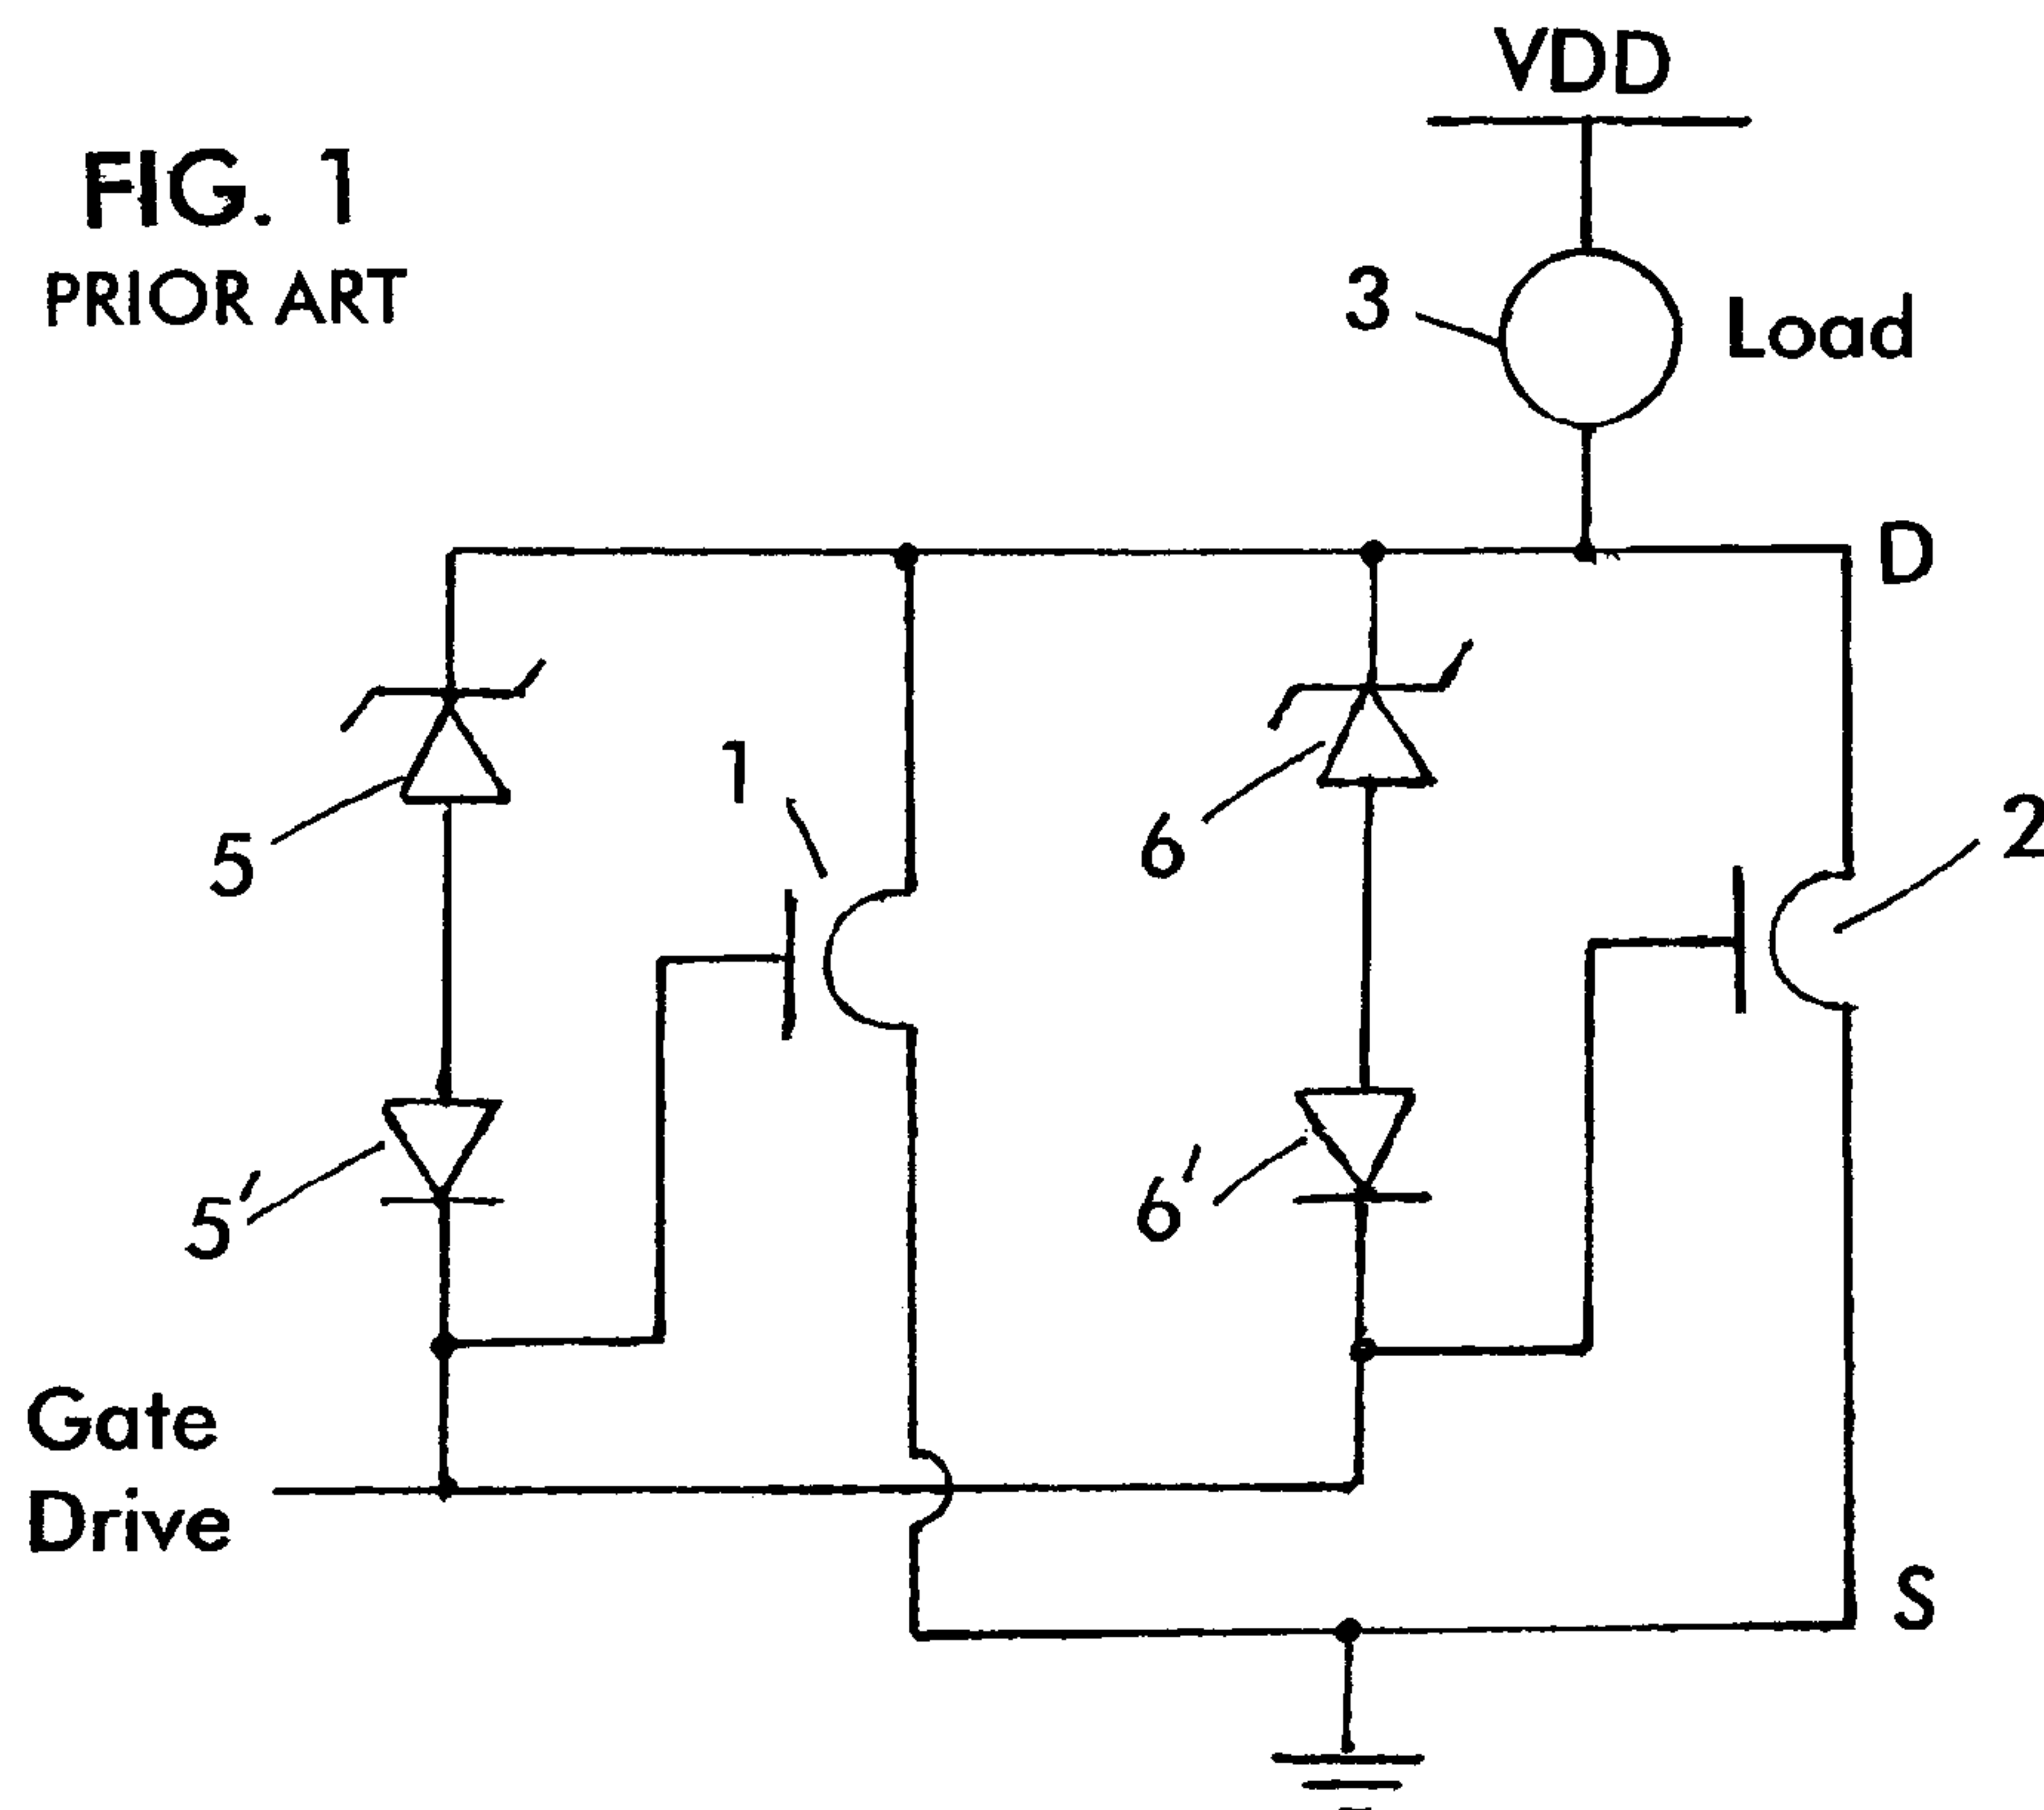 VDD
FIG. 1
PRIOR ART
3
Load
D
1
5
6
2
5'
6'
Gate
Drive
S